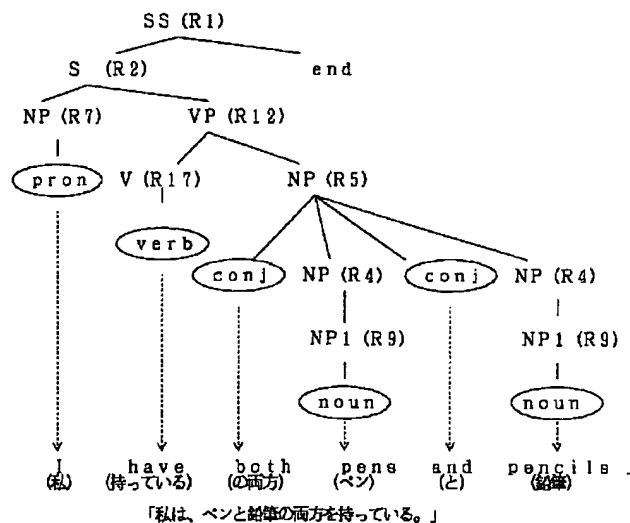 SS (R1)
S (R2) end
NP (R7) VP (R12)
pron V (R17) NP (R5)
verb
conj NP (R4) conj NP (R4)
NP1 (R9) NP1 (R9)
noun noun
I have both pens and pencils .
(私) (持っている) (の両方) (ペン) (と) (鉛筆)
「私は、ペンと鉛筆の両方を持っている。」